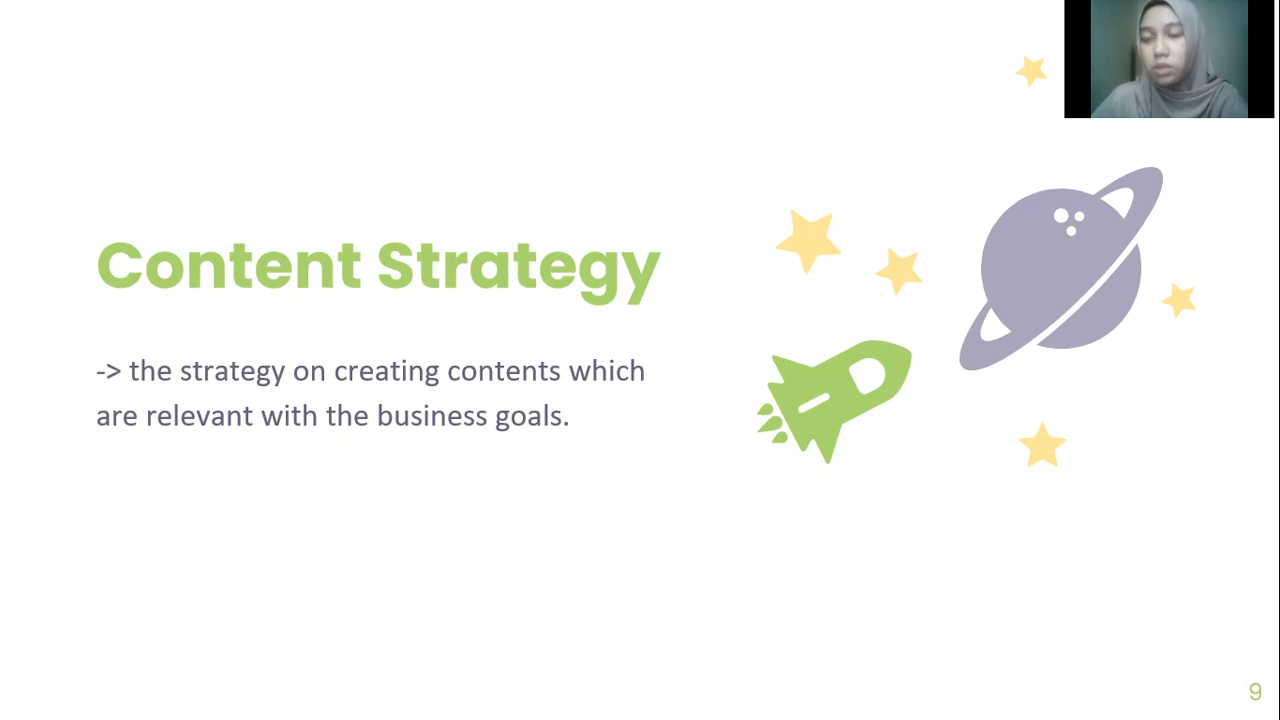 Content Strategy
-> the strategy on creating contents which
are relevant with the business goals.
9